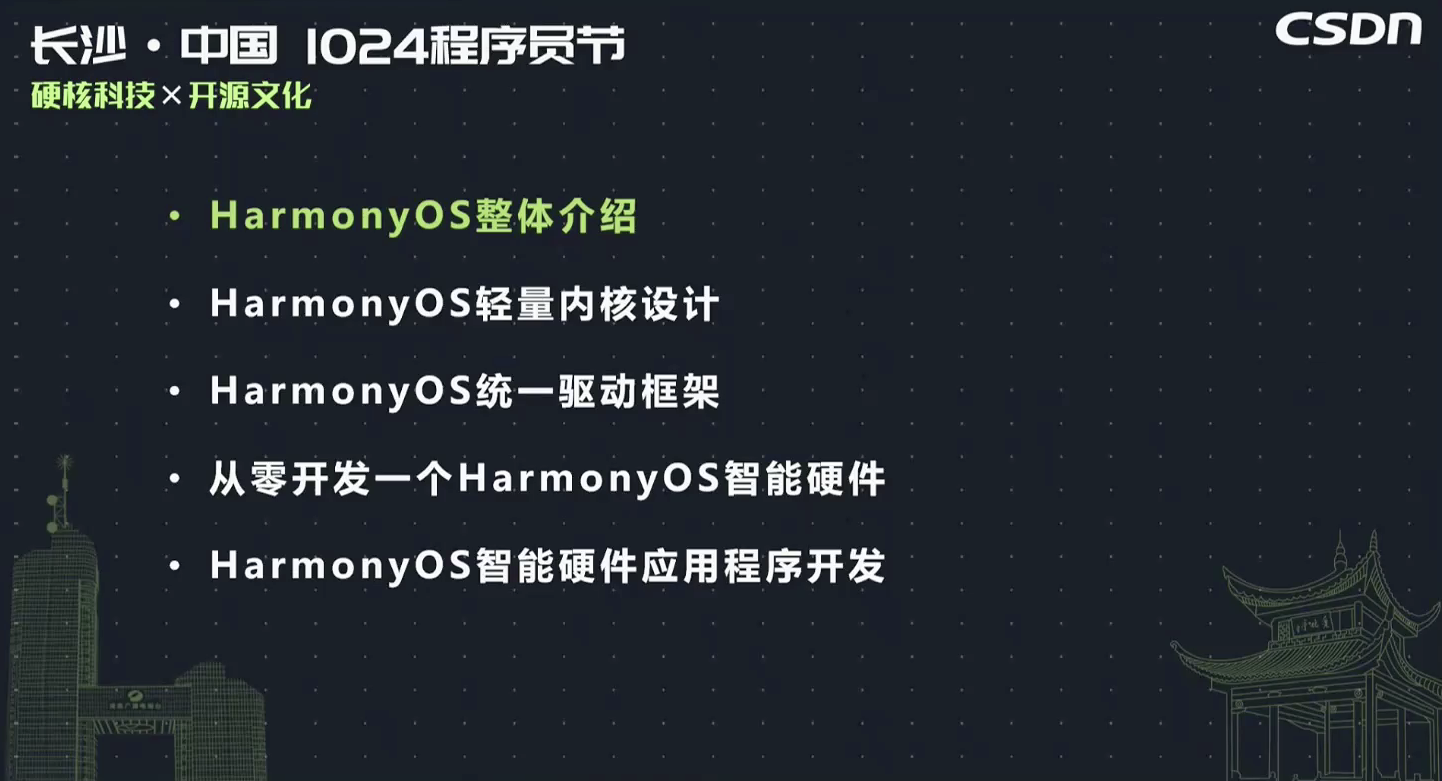 长沙·中国 1024程序员节
CSDN
硬核科技×开源文化
• HarmonyOS整体介绍
• HarmonyOS轻量内核设计
• HarmonyOS统一驱动框架
• 从零开发一个HarmonyOS智能硬件
• HarmonyOS智能硬件应用程序开发